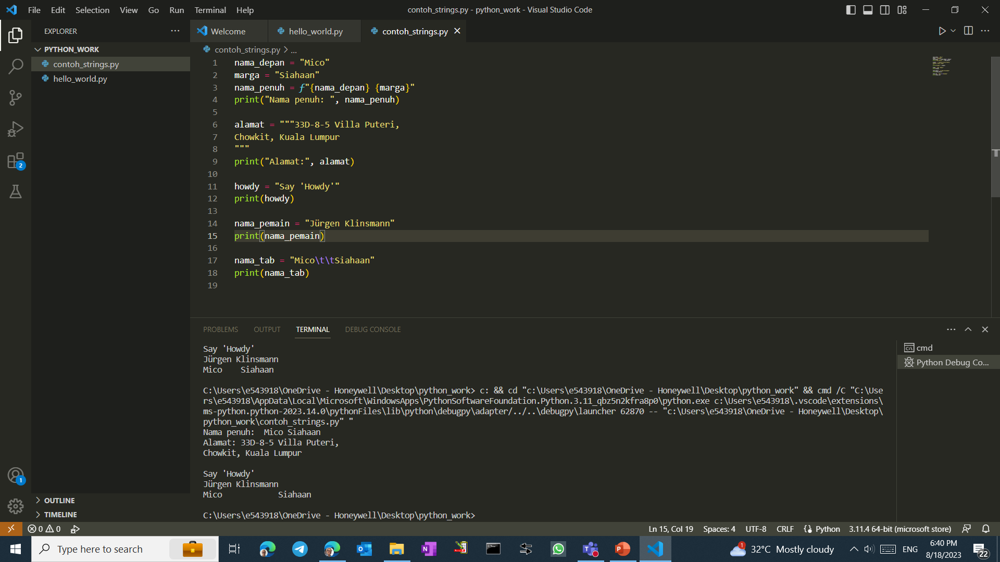 File Edit Selection View Go Run Terminal Help
contoh_strings.py - python_work - Visual Studio Code
EXPLORER
PYTHON_WORK
contoh_strings.py
hello_world.py
2
1
OUTLINE
TIMELINE
Welcome hello_world.py contoh_strings.py
contoh_strings.py > ...
1 nama_depan = "Mico"
2 marga = "Siahaan"
3 nama_penuh = f"{nama_depan} {marga}"
4 print("Nama penuh: ", nama_penuh)
5
6 alamat = """33D-8-5 Villa Puteri,
7 Chowkit, Kuala Lumpur
8 """
9 print("Alamat:", alamat)
10
11 howdy = "Say 'Howdy'"
12 print(howdy)
13
14 nama_pemain = "Jürgen Klinsmann"
15 print(nama_pemain)
16
17 nama_tab = "Mico\t\tSiahaan"
18 print(nama_tab)
19
PROBLEMS OUTPUT TERMINAL DEBUG CONSOLE
Say 'Howdy'
Jürgen Klinsmann
Mico    Siahaan
C:\Users\e543918\OneDrive - Honeywell\Desktop\python_work> c: && cd "c:\Users\e543918\OneDrive - Honeywell\Desktop\python_work" && cmd /C "C:\Use
rs\e543918\AppData\Local\Microsoft\WindowsApps\PythonSoftwareFoundation.Python.3.11_qbz5n2kfra8p0\python.exe c:\Users\e543918\.vscode\extensions\
ms-python.python-2023.14.0\pythonFiles\lib\python\debugpy\adapter/../..\debugpy\launcher 62870 -- "c:\Users\e543918\OneDrive - Honeywell\Desktop\
python_work\contoh_strings.py" "
Nama penuh:  Mico Siahaan
Alamat: 33D-8-5 Villa Puteri,
Chowkit, Kuala Lumpur
Say 'Howdy'
Jürgen Klinsmann
Mico            Siahaan
C:\Users\e543918\OneDrive - Honeywell\Desktop\python_work>
cmd
Python Debug Co...
0 0
Ln 15, Col 19 Spaces: 4 UTF-8 CRLF Python 3.11.4 64-bit (microsoft store)
Type here to search
1
32°C Mostly cloudy
ENG
6:40 PM
8/18/2023
22